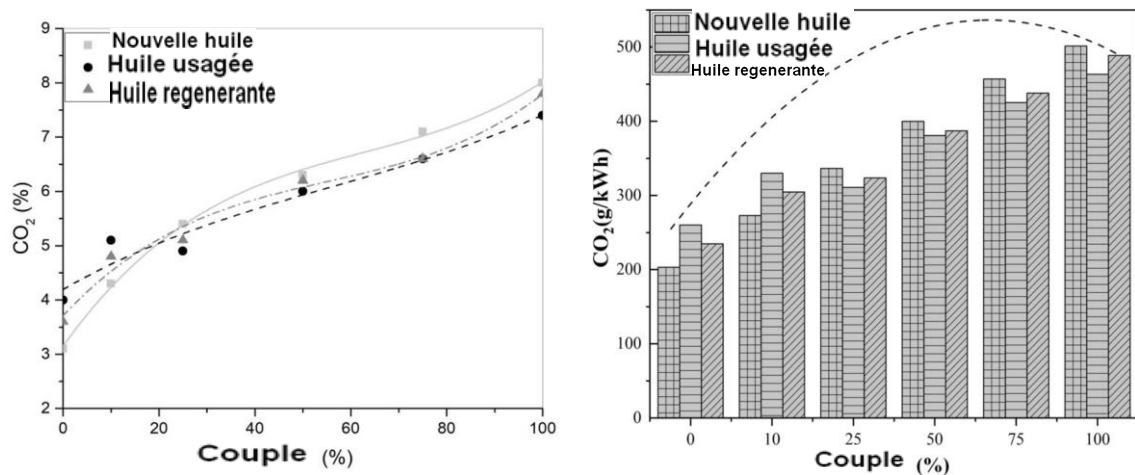 9
8
7
6
5
4
3
2
CO₂ (%)
Nouvelle huile
Huile usagée
Huile regenerante
0 20 40 60 80 100
Couple (%)
500
400
300
200
100
0
CO₂(g/kWh)
Nouvelle huile
Huile usagée
Huile regenerante
0 10 25 50 75 100
Couple (%)